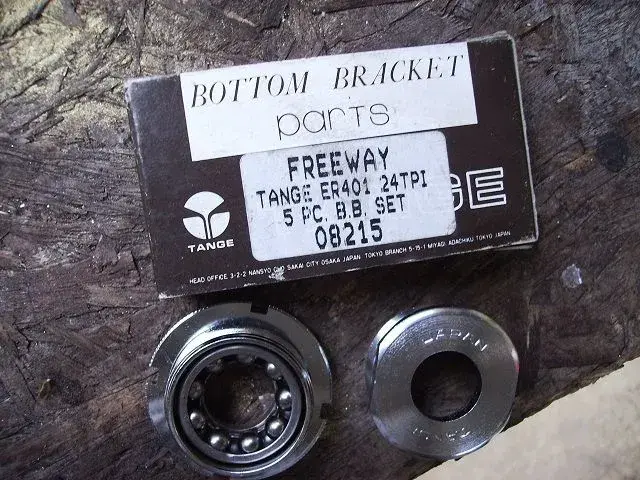 BOTTOM BRACKET
parts
FREEWAY
TANGE ER401 24TPI
5 PC. B.B. SET
08215
GE
TANGE
HEAD OFFICE 3-2-2 NANSYO CHO SAKAI CITY OSAKA JAPAN TOKYO BRANCH 5-15-1 MIYAGI ADACHIKU TOKYO JAPAN
JAPAN